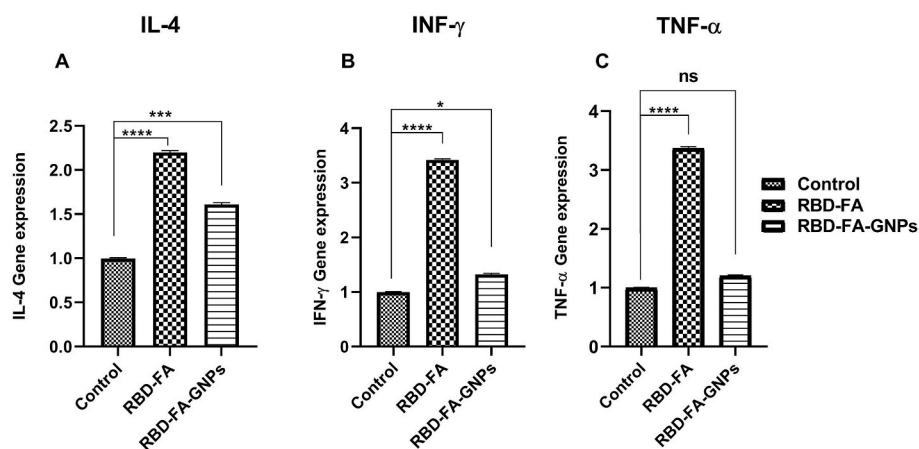 IL-4
INF-γ
TNF-α
A
B
C
***
****
*
****
ns
****
IL-4 Gene expression
2.5
2.0
1.5
1.0
0.5
0.0
Control
RBD-FA
RBD-FA-GNPs
IFN-γ Gene expression
4
3
2
1
0
Control
RBD-FA
RBD-FA-GNPs
TNF-α Gene expression
4
3
2
1
0
Control
RBD-FA
RBD-FA-GNPs
Control
RBD-FA
RBD-FA-GNPs